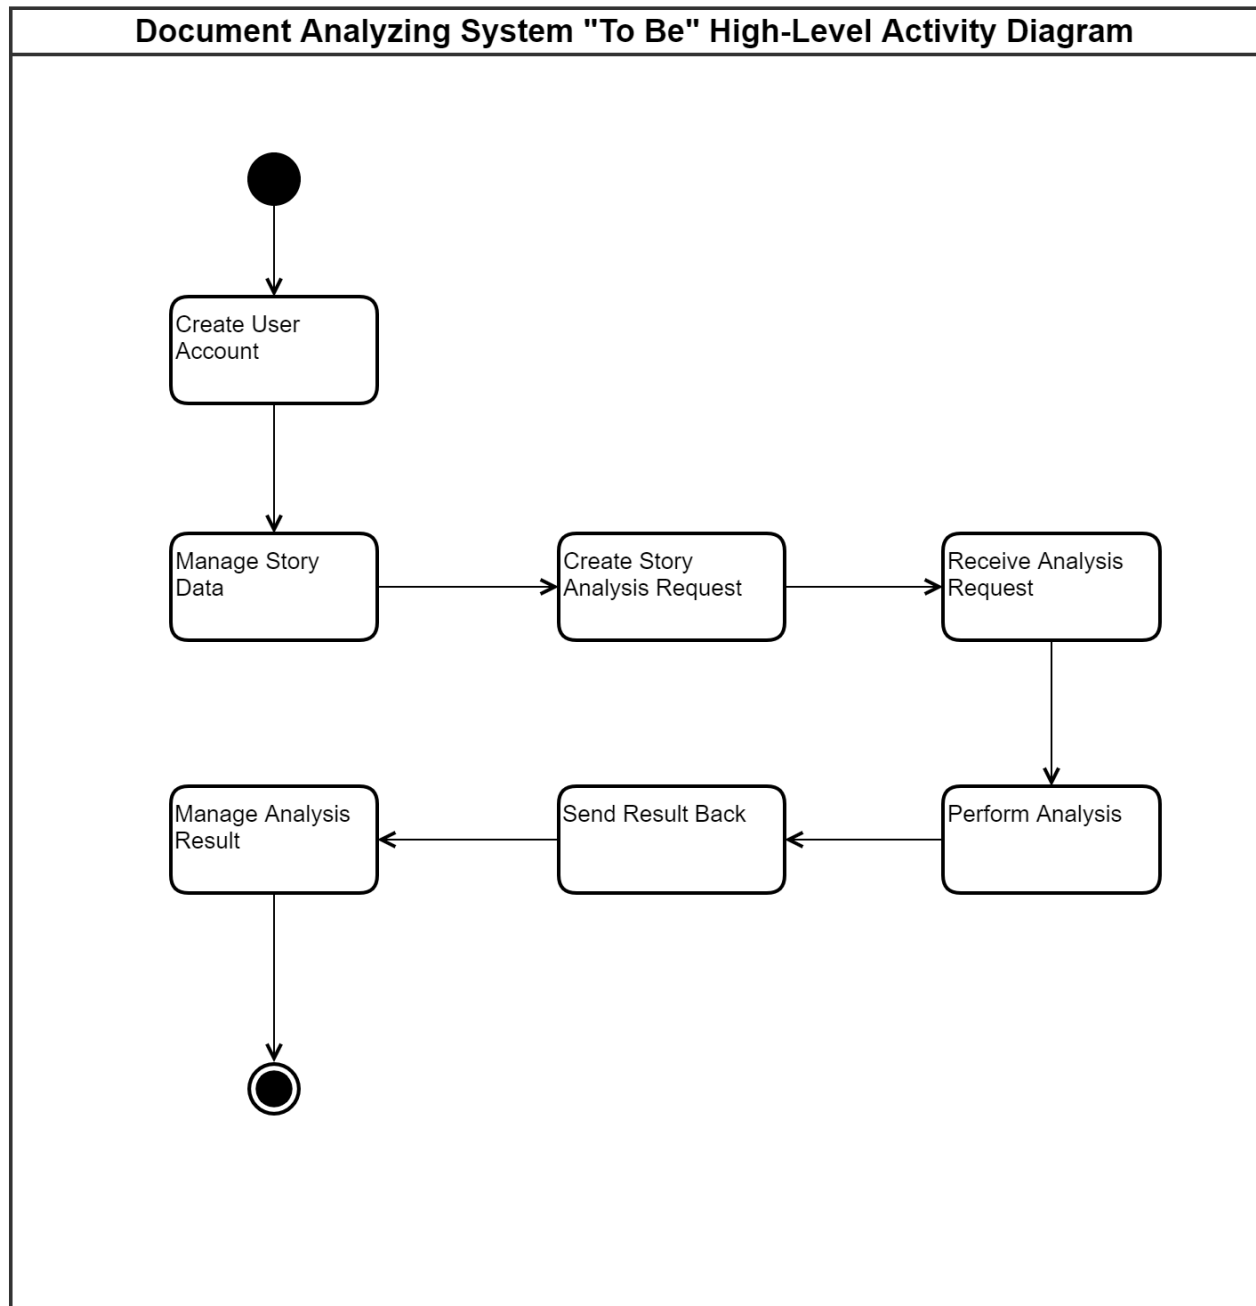 Document Analyzing System "To Be" High-Level Activity Diagram
Create User
Account
Manage Story
Data
Create Story
Analysis Request
Receive Analysis
Request
Perform Analysis
Send Result Back
Manage Analysis
Result